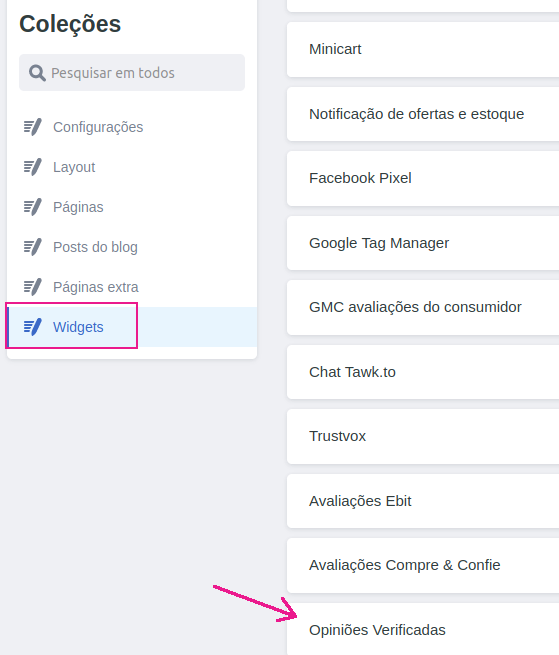 Coleções
Pesquisar em todos
Configurações
Layout
Páginas
Posts do blog
Páginas extra
Widgets
Minicart
Notificação de ofertas e estoque
Facebook Pixel
Google Tag Manager
GMC avaliações do consumidor
Chat Tawk.to
Trustvox
Avaliações Ebit
Avaliações Compre & Confie
Opiniões Verificadas